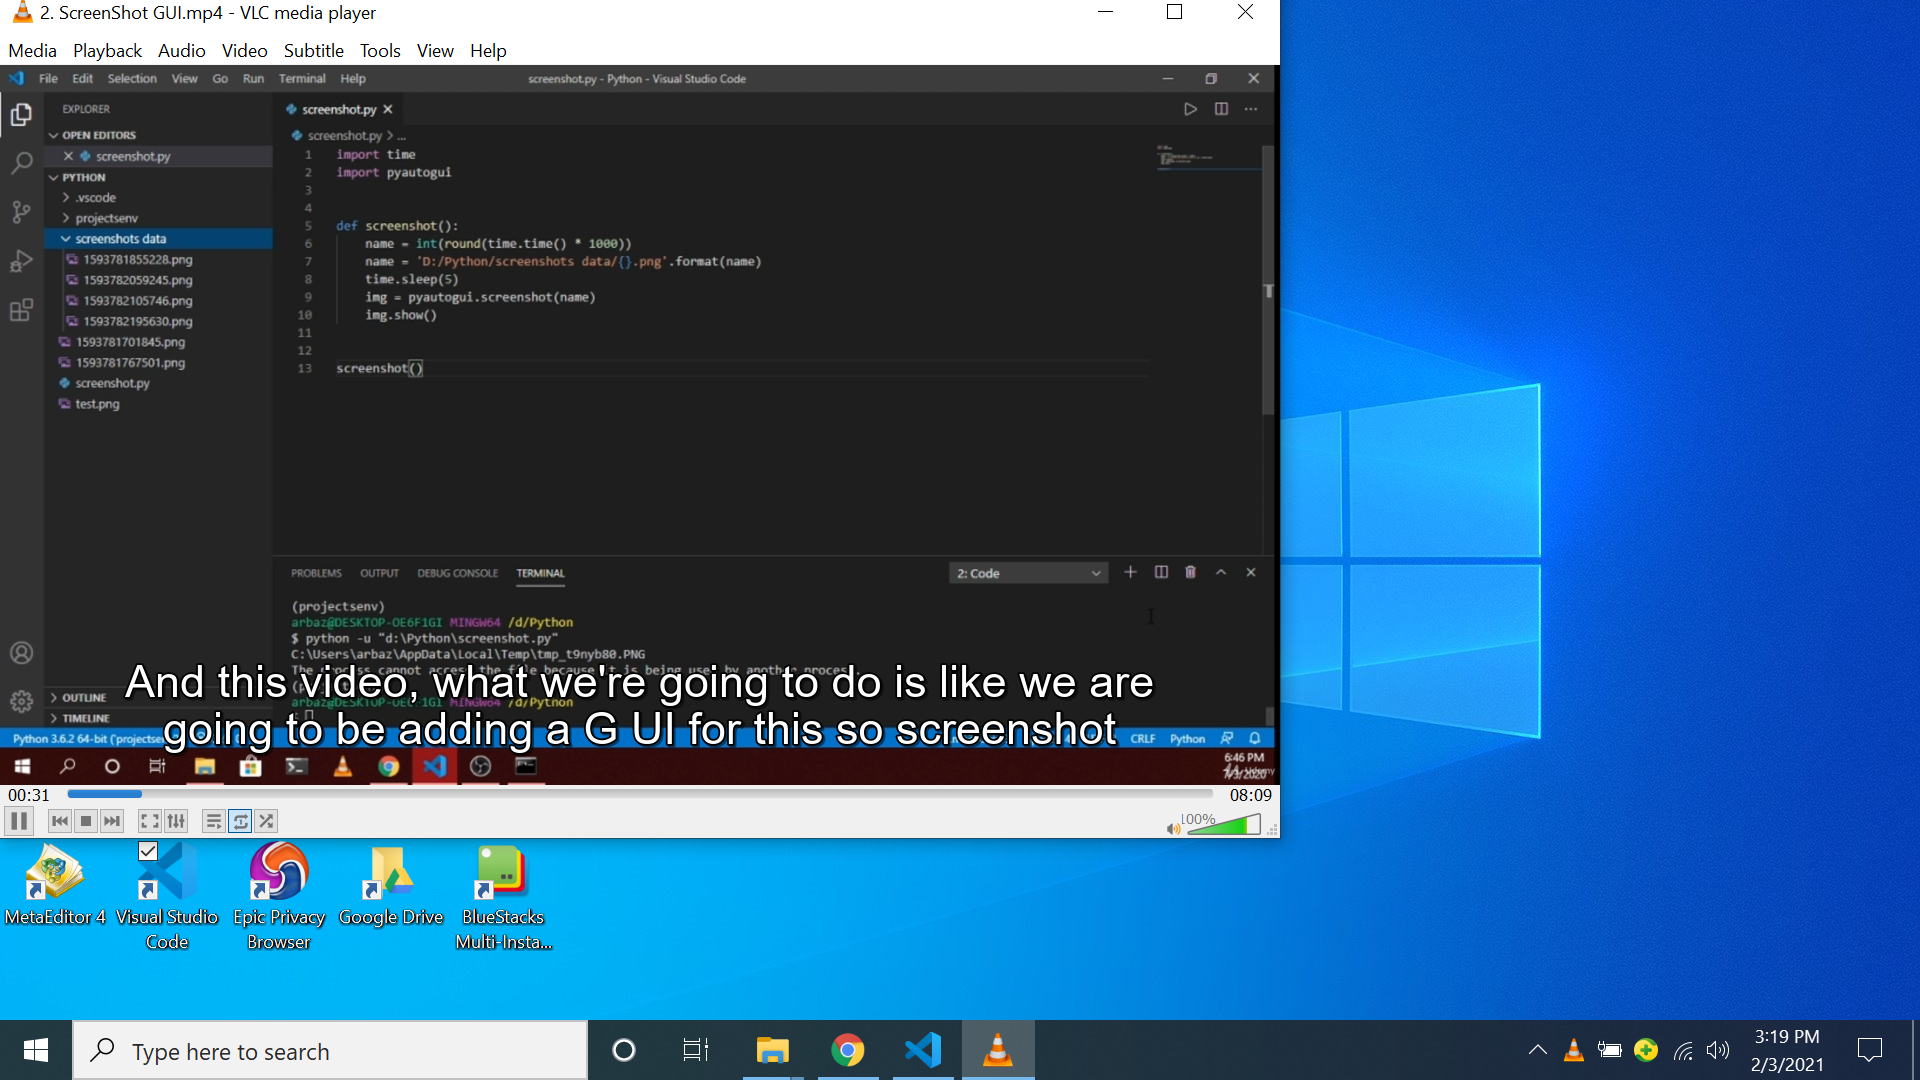 2. ScreenShot GUI.mp4 - VLC media player
Media Playback Audio Video Subtitle Tools View Help
File Edit Selection View Go Run Terminal Help
screenshot.py - Python - Visual Studio Code
EXPLORER
OPEN EDITORS
screenshot.py
PYTHON
.vscode
projectsenv
screenshots data
1593781855228.png
1593782059245.png
1593782105746.png
1593782195630.png
1593781701845.png
1593781767501.png
screenshot.py
test.png
OUTLINE
TIMELINE
screenshot.py
screenshot.py > ...
1 import time
2 import pyautogui
3
4
5 def screenshot():
6 name = int(round(time.time() * 1000))
7 name = 'D:/Python/screenshots data/{}.png'.format(name)
8 time.sleep(5)
9 img = pyautogui.screenshot(name)
10 img.show()
11
12
13 screenshot()
PROBLEMS OUTPUT DEBUG CONSOLE TERMINAL
2: Code
(projectsenv)
arbaz@DESKTOP-OE6F1GI MINGW64 /d/Python
$ python -u "d:\Python\screenshot.py"
C:\Users\arbaz\AppData\Local\Temp\tmp_t9nyb80.PNG
The process cannot access the file because it is being used by another process.
arbaz@DESKTOP-OE6F1GI MINGW64 /d/Python
And this video, what we're going to do is like we are
going to be adding a G UI for this so screenshot
Python 3.6.2 64-bit ('projectsen
CRLF Python
6:46 PM
00:31
08:09
100%
MetaEditor 4
Visual Studio
Code
Epic Privacy
Browser
Google Drive
BlueStacks
Multi-Insta...
Type here to search
3:19 PM
2/3/2021